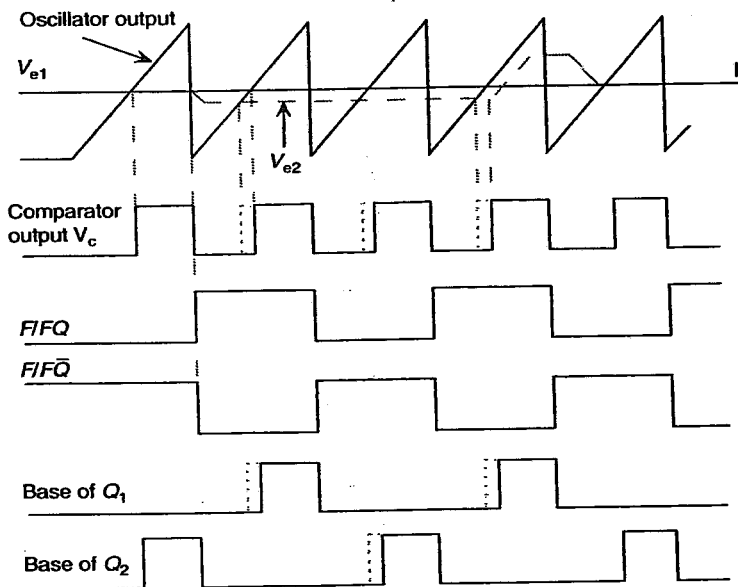 Oscillator output
V_e1
V_e2
Comparator
output V_c
F/FQ
F/FQ̅
Base of Q_1
Base of Q_2